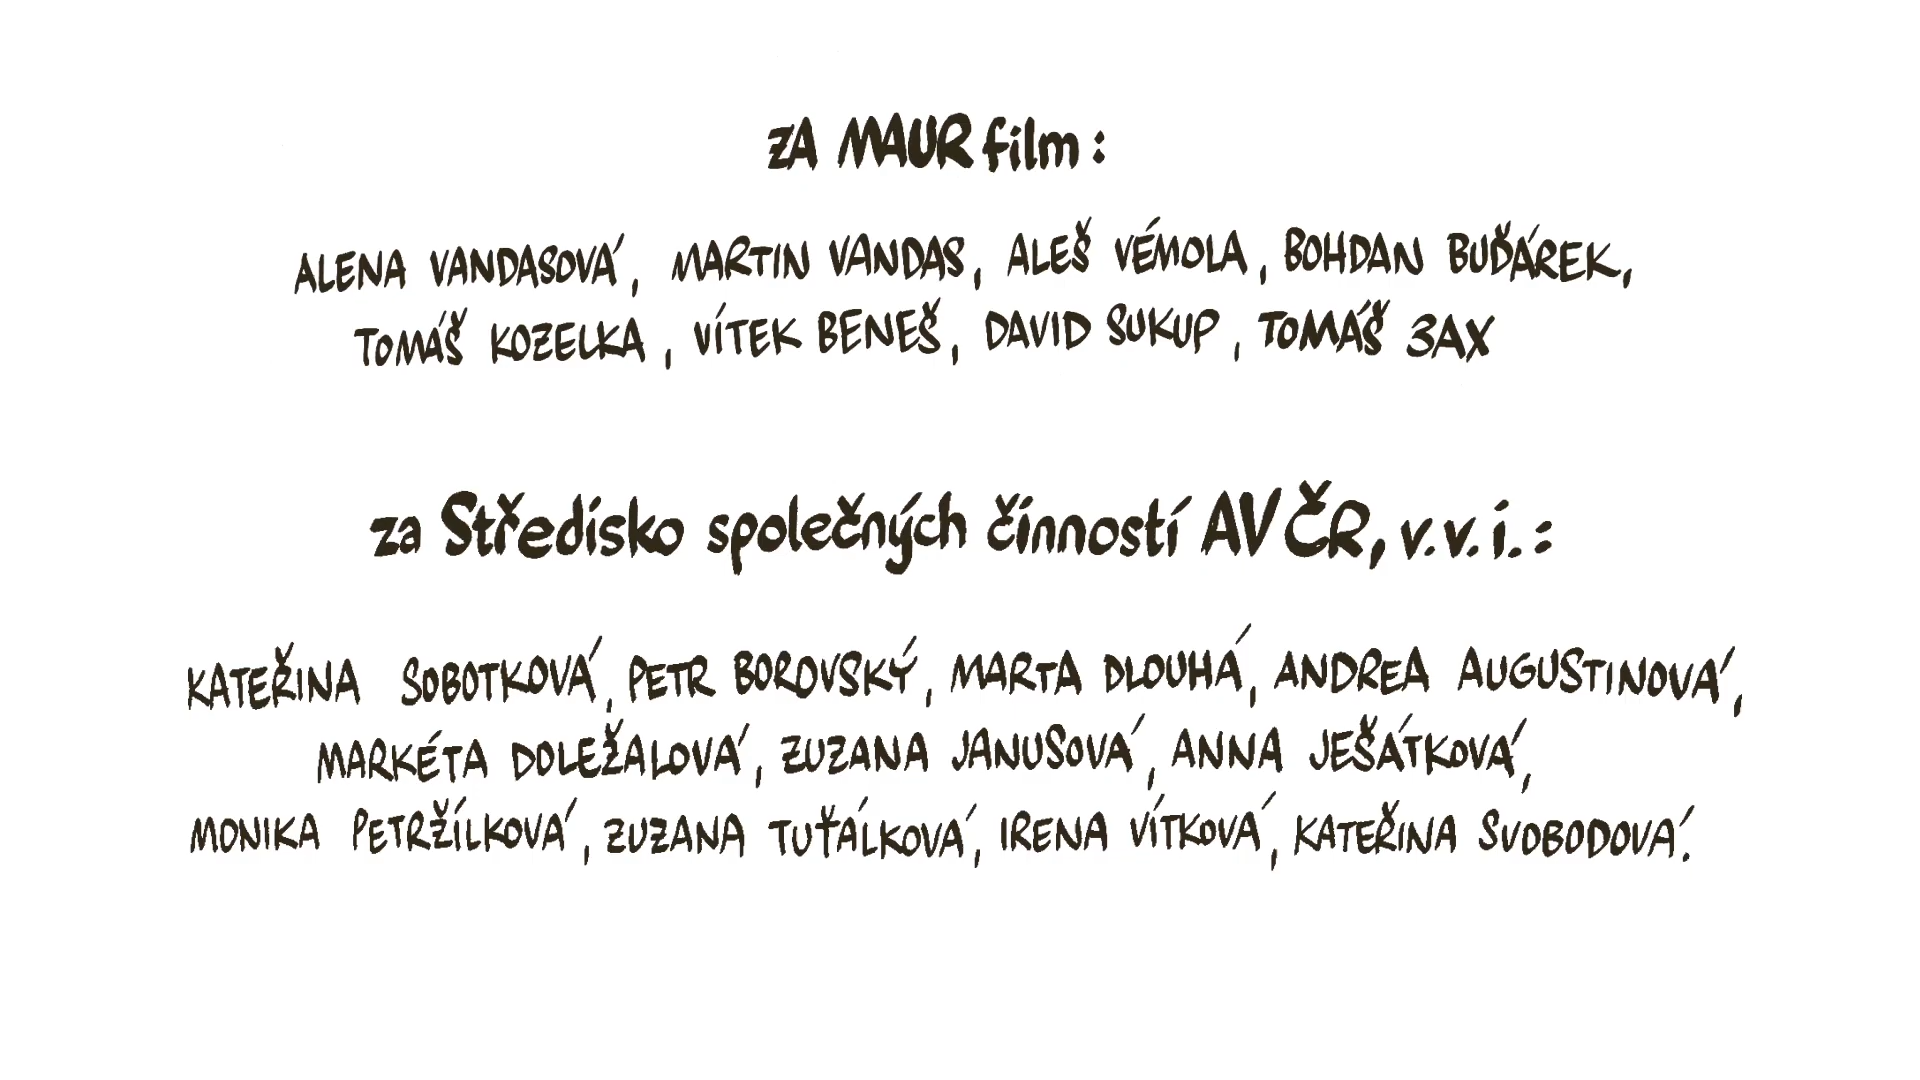 ZA MAUR film:
ALENA VANDASOVÁ, MARTIN VANDAS, ALEŠ VÉMOLA, BOHDAN BUĎÁREK,
TOMÁŠ KOZELKA, VÍTEK BENEŠ, DAVID SUKUP, TOMÁŠ 3AX
za Středisko společných činností AV ČR, v.v.i.:
KATEŘINA SOBOTKOVÁ, PETR BOROVSKÝ, MARTA DLOUHÁ, ANDREA AUGUSTINOVÁ,
MARKÉTA DOLEŽALOVÁ, ZUZANA JANUSOVÁ, ANNA JEŠÁTKOVÁ,
MONIKA PETRŽÍLKOVÁ, ZUZANA TUŤÁLKOVÁ, IRENA VÍTKOVÁ, KATEŘINA SVOBODOVÁ.